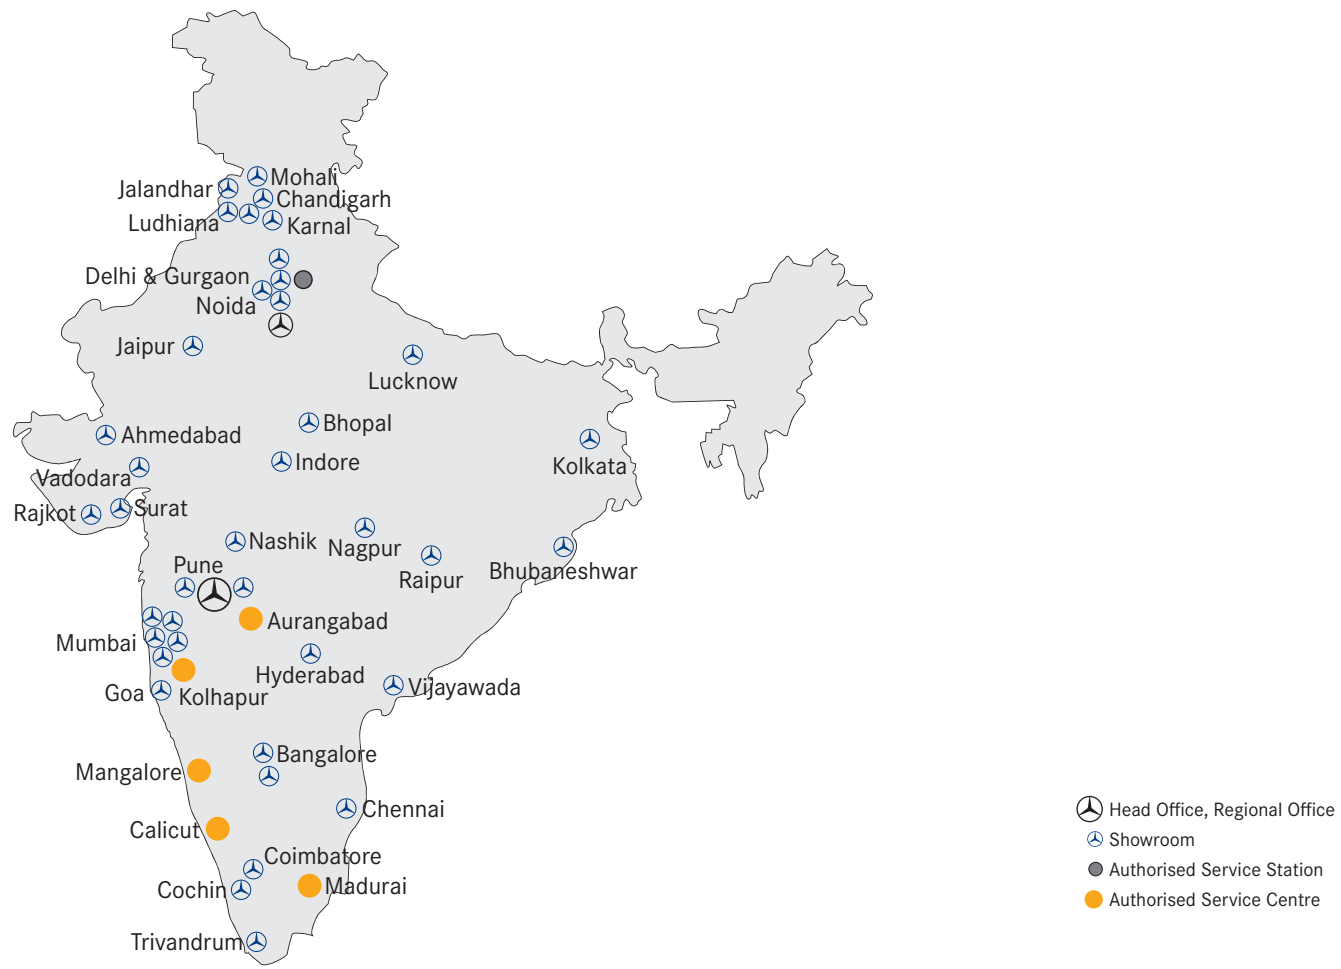 Mohali
Jalandhar
Chandigarh
Ludhiana
Karnal
Delhi & Gurgaon
Noida
Jaipur
Lucknow
Bhopal
Ahmedabad
Indore
Kolkata
Vadodara
Surat
Rajkot
Nashik
Nagpur
Pune
Bhubaneshwar
Raipur
Aurangabad
Mumbai
Hyderabad
Vijayawada
Goa
Kolhapur
Bangalore
Mangalore
Chennai
Calicut
Coimbatore
Madurai
Cochin
Trivandrum
Head Office, Regional Office
Showroom
Authorised Service Station
Authorised Service Centre